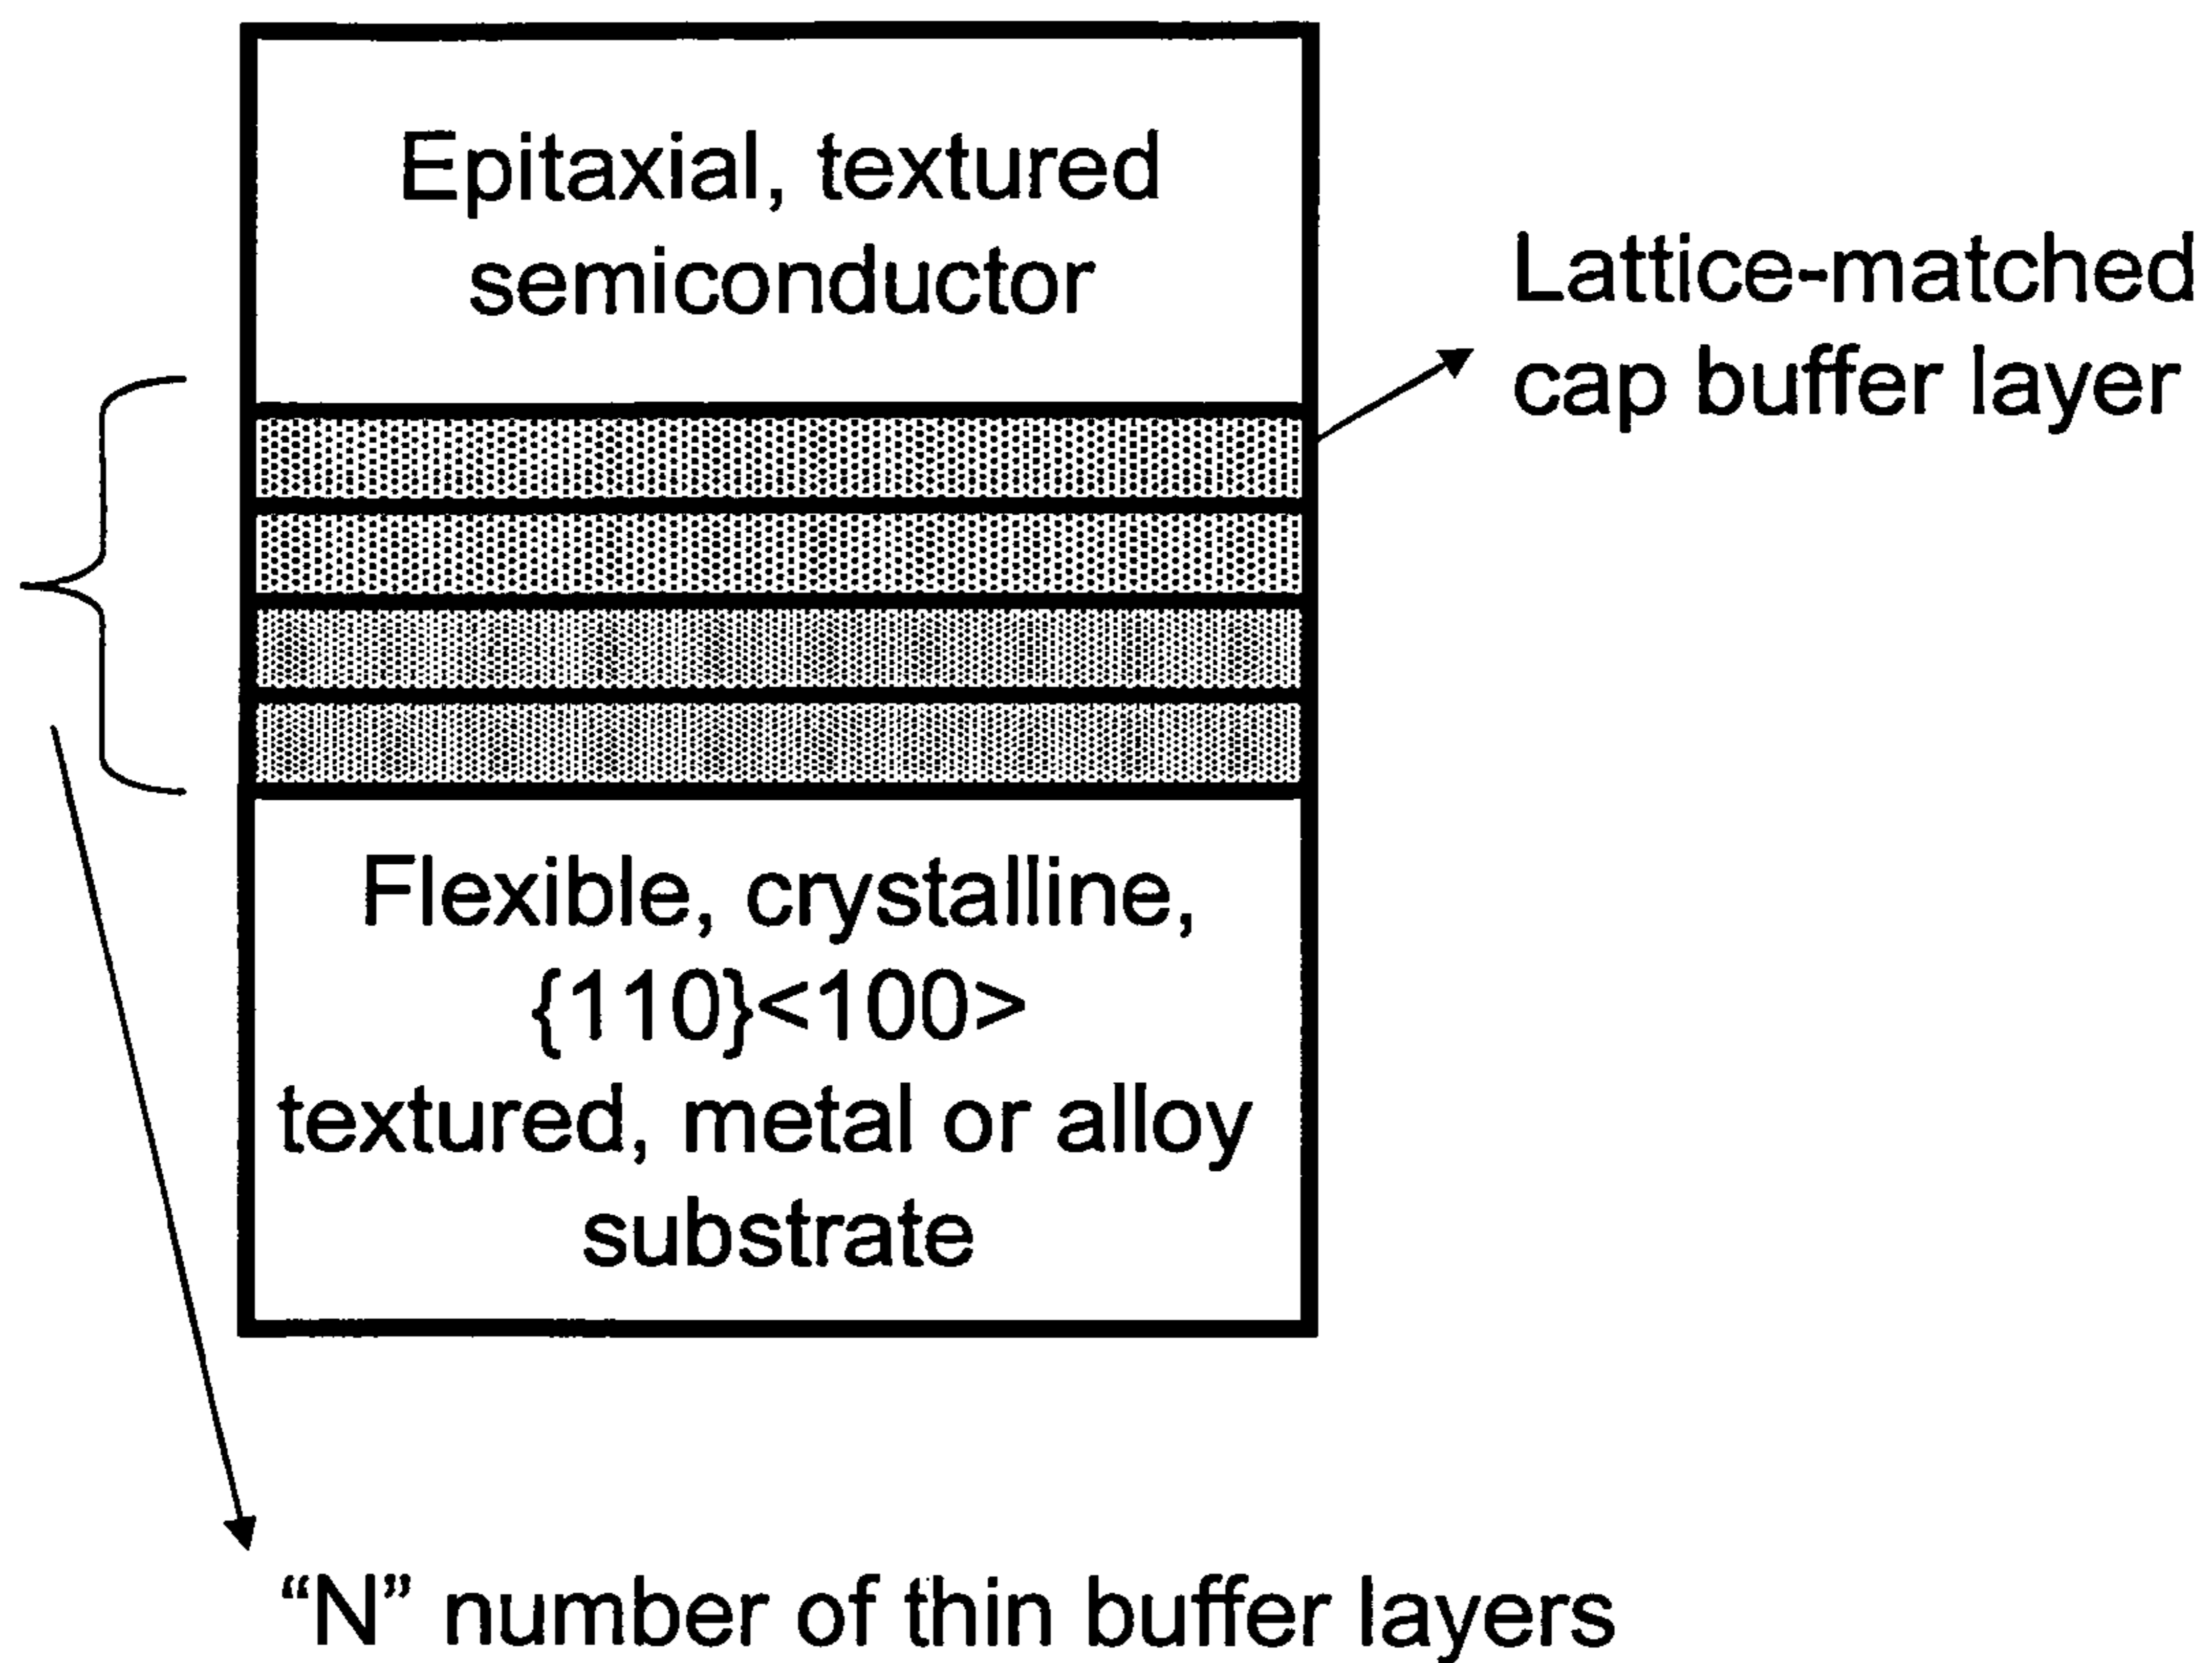 Epitaxial, textured
semiconductor
Lattice-matched
cap buffer layer
Flexible, crystalline,
{110}<100>
textured, metal or alloy
substrate
“N” number of thin buffer layers